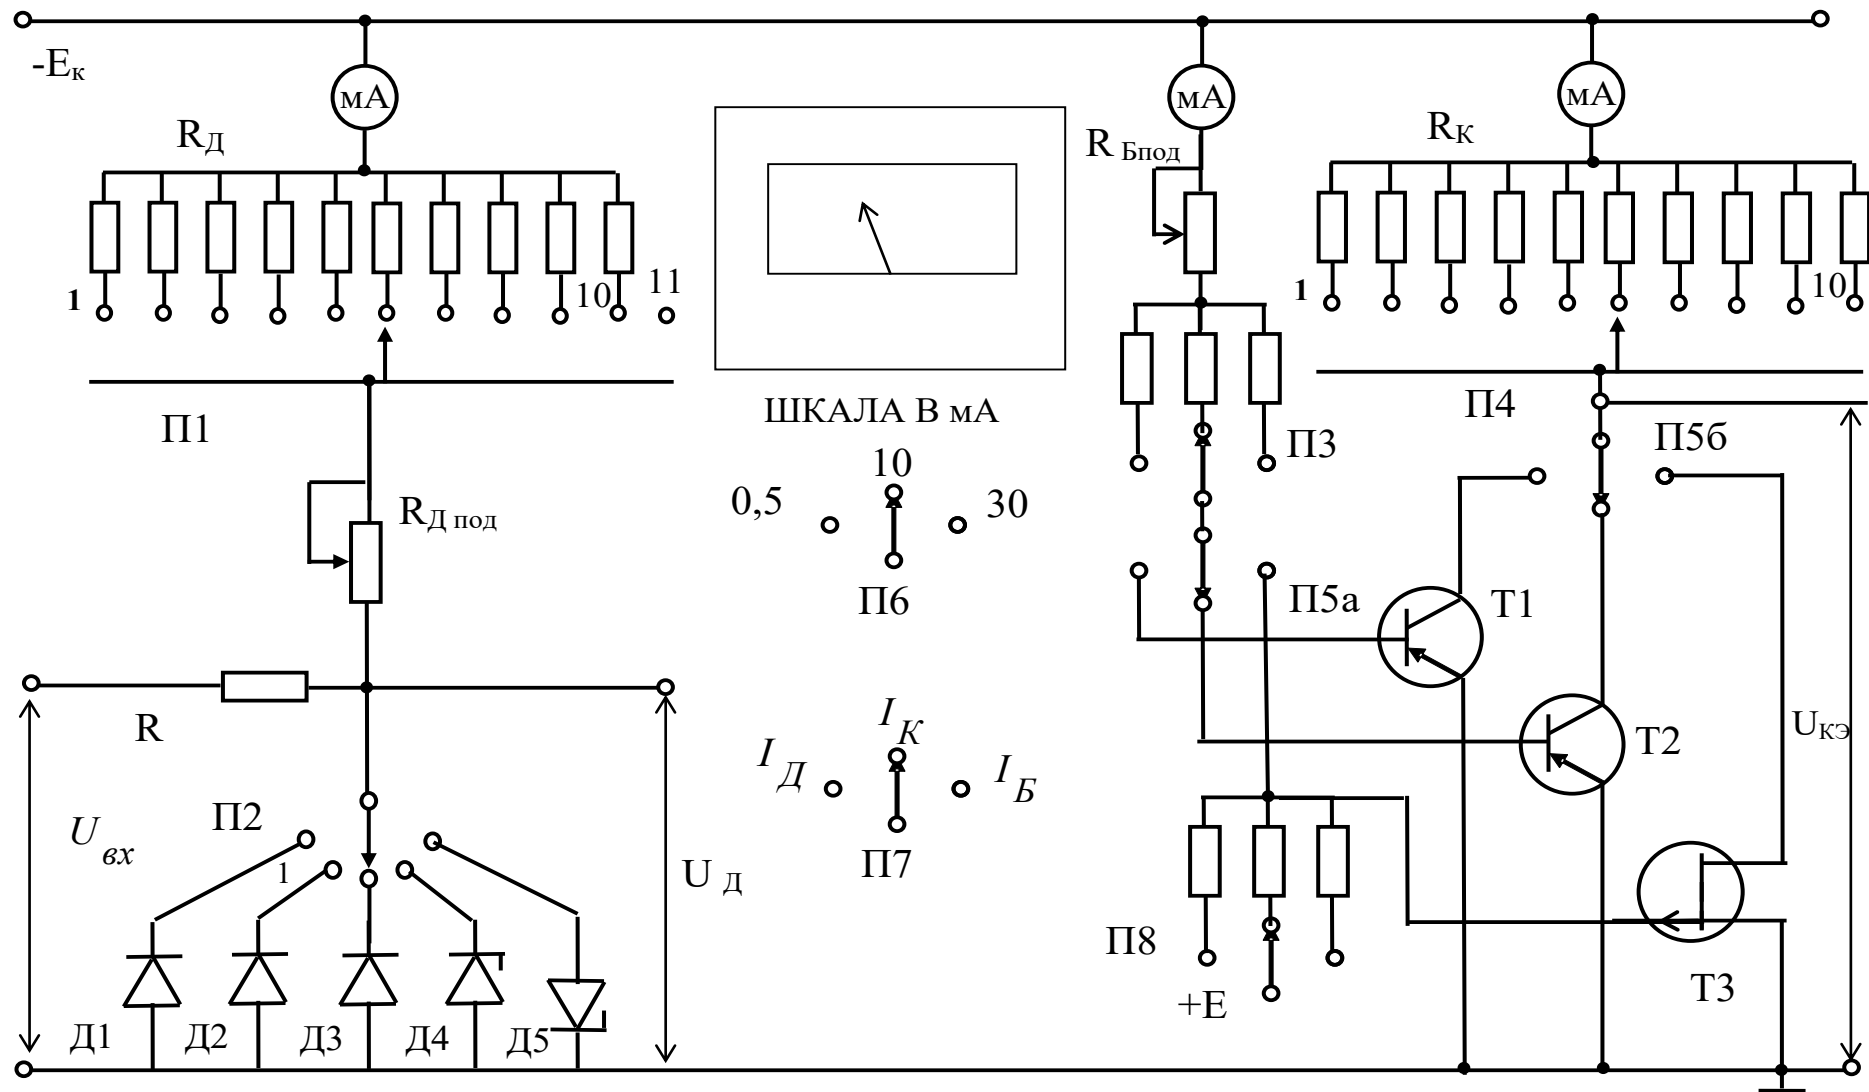 -Eк
мА
мА
мА
RД
R Бпод
RК
1
10
11
1
10
П1
ШКАЛА В мА
П3
П4
П5б
10
0,5
30
RД под
П6
П5а
Т1
R
IК
IД
IБ
UКЭ
Т2
Uвх
П2
1
П7
U Д
П8
+Е
Т3
Д1
Д2
Д3
Д4
Д5